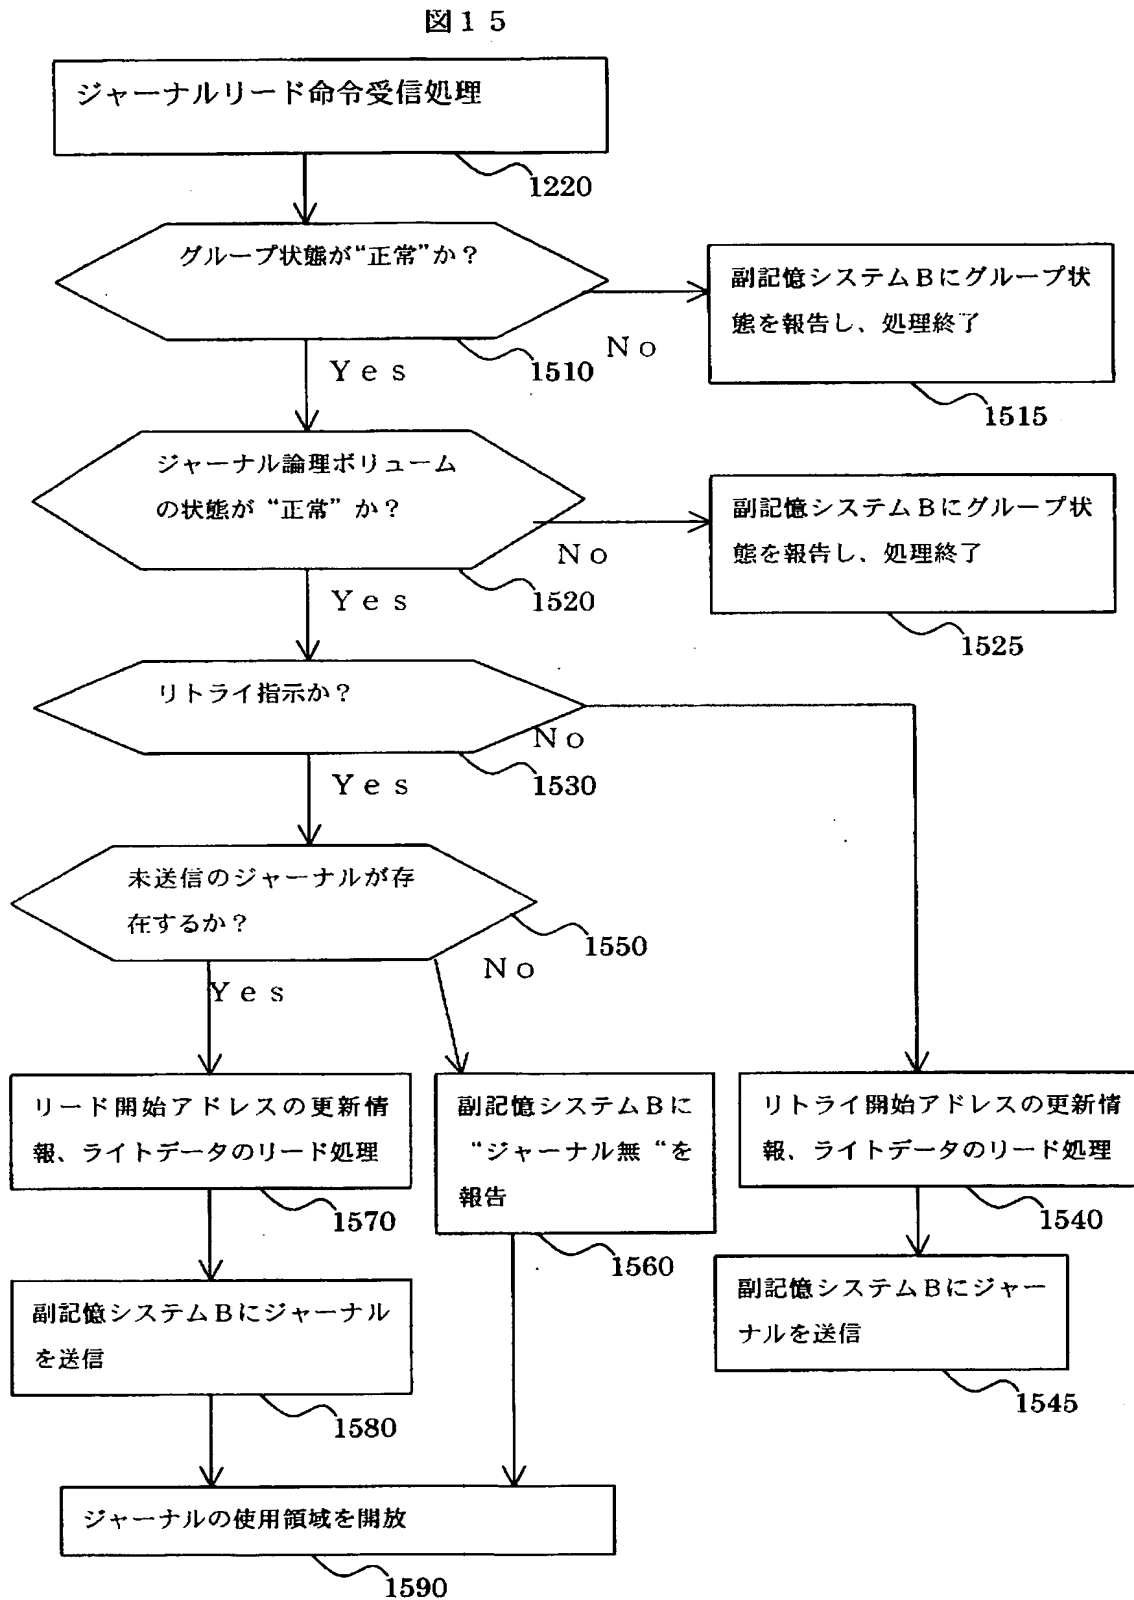 図１５
ジャーナルリード命令受信処理
1220
グループ状態が“正常”か？
No
Yes
1510
副記憶システムＢにグループ状
態を報告し、処理終了
1515
ジャーナル論理ボリューム
の状態が“正常”か？
No
Yes
1520
副記憶システムＢにグループ状
態を報告し、処理終了
1525
リトライ指示か？
No
Yes
1530
未送信のジャーナルが存
在するか？
1550
No
Yes
リード開始アドレスの更新情
報、ライトデータのリード処理
1570
副記憶システムＢに
“ジャーナル無“を
報告
1560
リトライ開始アドレスの更新情
報、ライトデータのリード処理
1540
副記憶システムＢにジャーナル
を送信
1580
副記憶システムＢにジャー
ナルを送信
1545
ジャーナルの使用領域を開放
1590